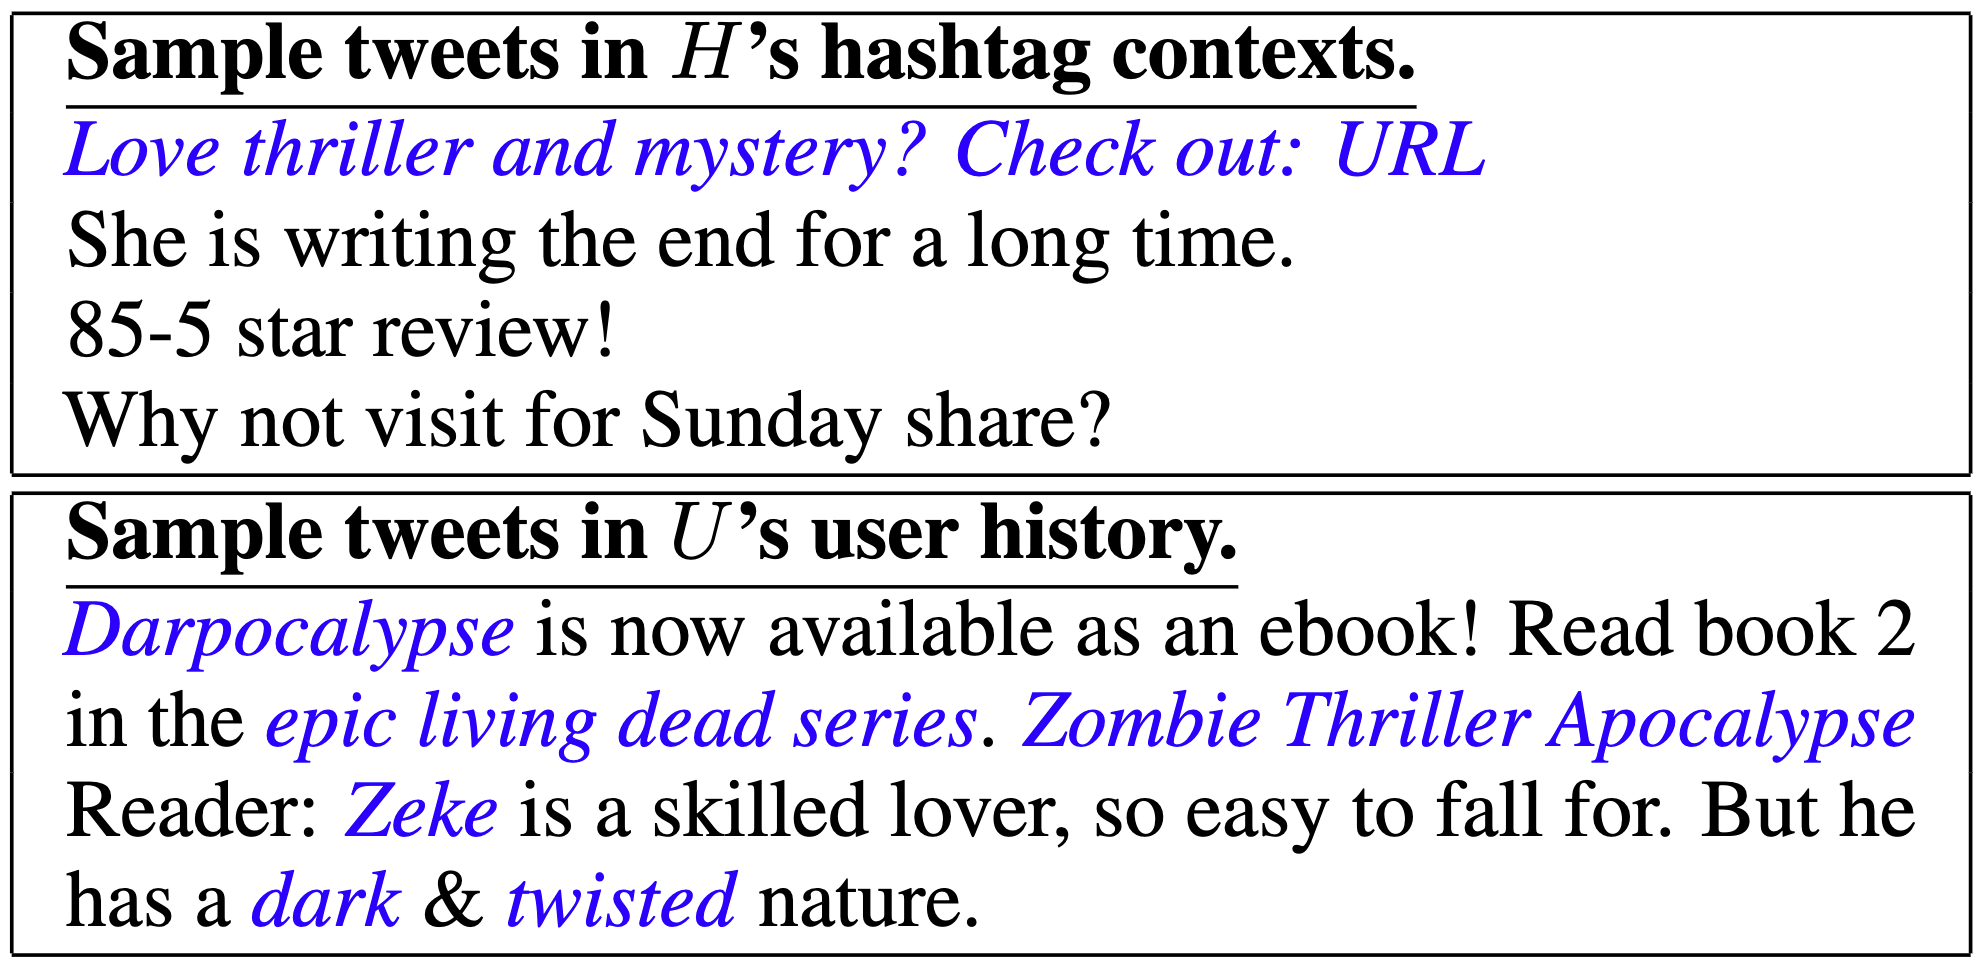 Sample tweets in H's hashtag contexts.
Love thriller and mystery? Check out: URL
She is writing the end for a long time.
85-5 star review!
Why not visit for Sunday share?
Sample tweets in U's user history.
Darpocalypse is now available as an ebook! Read book 2
in the epic living dead series. Zombie Thriller Apocalypse
Reader: Zeke is a skilled lover, so easy to fall for. But he
has a dark & twisted nature.